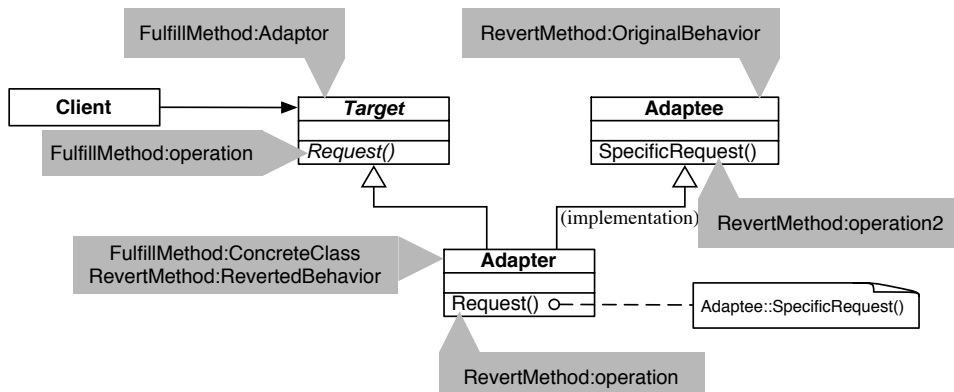 FulfillMethod:Adaptor
RevertMethod:OriginalBehavior
Client
Target
Adaptee
FulfillMethod:operation
Request()
SpecificRequest()
(implementation)
RevertMethod:operation2
FulfillMethod:ConcreteClass
RevertMethod:RevertedBehavior
Adapter
Request()
Adaptee::SpecificRequest()
RevertMethod:operation